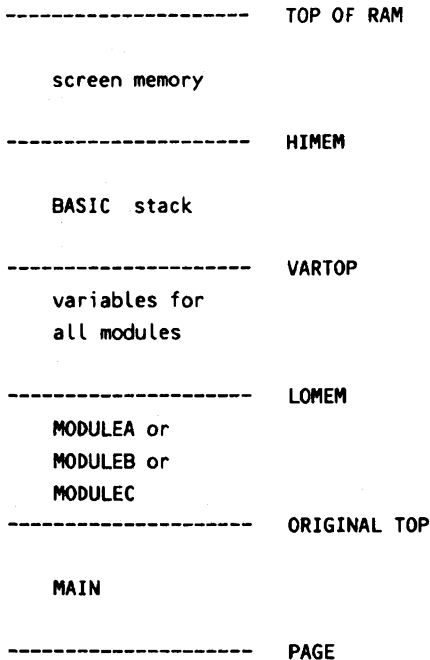 --------------------- TOP OF RAM
screen memory
--------------------- HIMEM
BASIC stack
--------------------- VARTOP
variables for
all modules
--------------------- LOMEM
MODULEA or
MODULEB or
MODULEC
--------------------- ORIGINAL TOP
MAIN
--------------------- PAGE